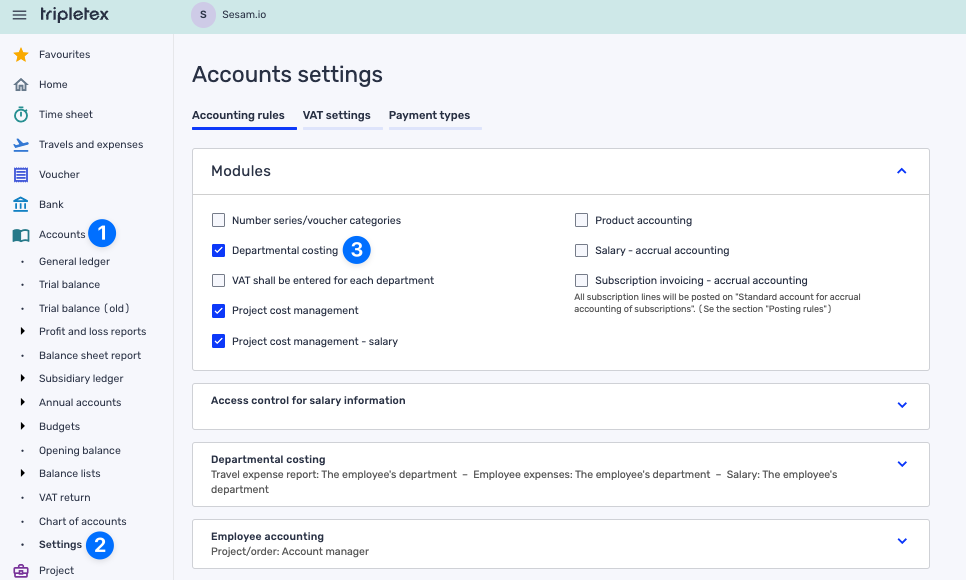 tripletex
S
Sesam.io
Favourites
Home
Time sheet
Travels and expenses
Voucher
Bank
Accounts 1
General ledger
Trial balance
Trial balance (old)
Profit and loss reports
Balance sheet report
Subsidiary ledger
Annual accounts
Budgets
Opening balance
Balance lists
VAT return
Chart of accounts
Settings 2
Project
Accounts settings
Accounting rules
VAT settings
Payment types
Modules
Number series/voucher categories
Departmental costing 3
VAT shall be entered for each department
Project cost management
Project cost management - salary
Product accounting
Salary - accrual accounting
Subscription invoicing - accrual accounting
All subscription lines will be posted on "Standard account for accrual
accounting of subscriptions". (Se the section "Posting rules")
Access control for salary information
Departmental costing
Travel expense report: The employee's department – Employee expenses: The employee's department – Salary: The employee's
department
Employee accounting
Project/order: Account manager